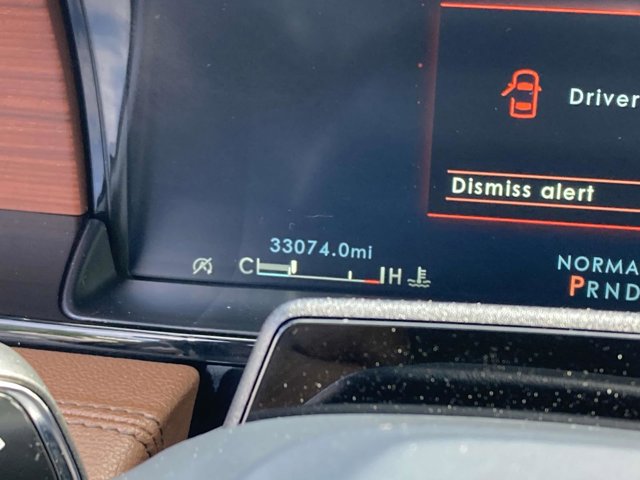 Driver
Dismiss alert
33074.0mi
C H
NORMA
PRND